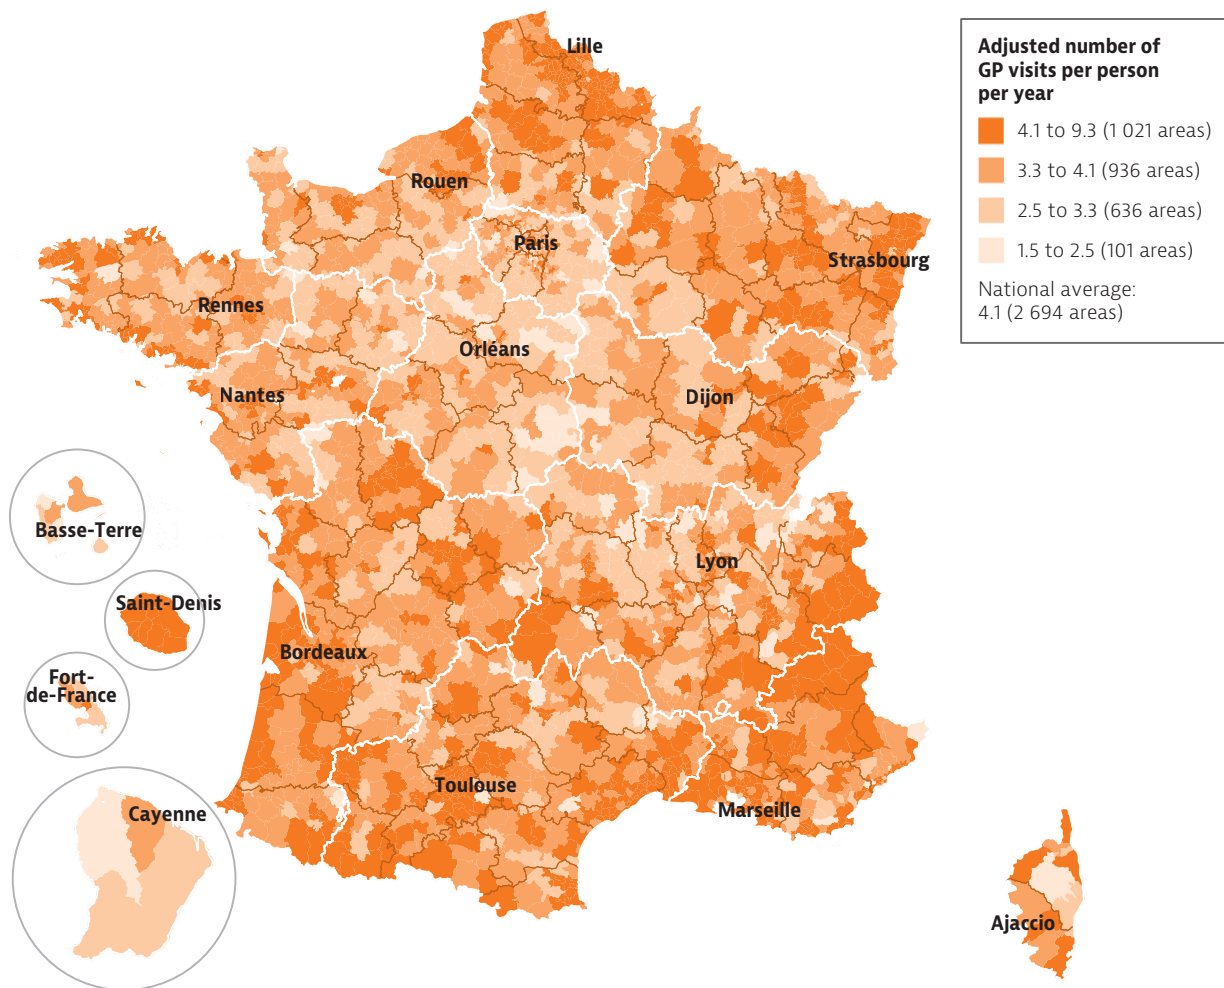 Lille
Rouen
Paris
Strasbourg
Rennes
Orléans
Nantes
Dijon
Basse-Terre
Lyon
Saint-Denis
Bordeaux
Fort-
de-France
Toulouse
Marseille
Cayenne
Ajaccio
Adjusted number of
GP visits per person
per year
4.1 to 9.3 (1 021 areas)
3.3 to 4.1 (936 areas)
2.5 to 3.3 (636 areas)
1.5 to 2.5 (101 areas)
National average:
4.1 (2 694 areas)